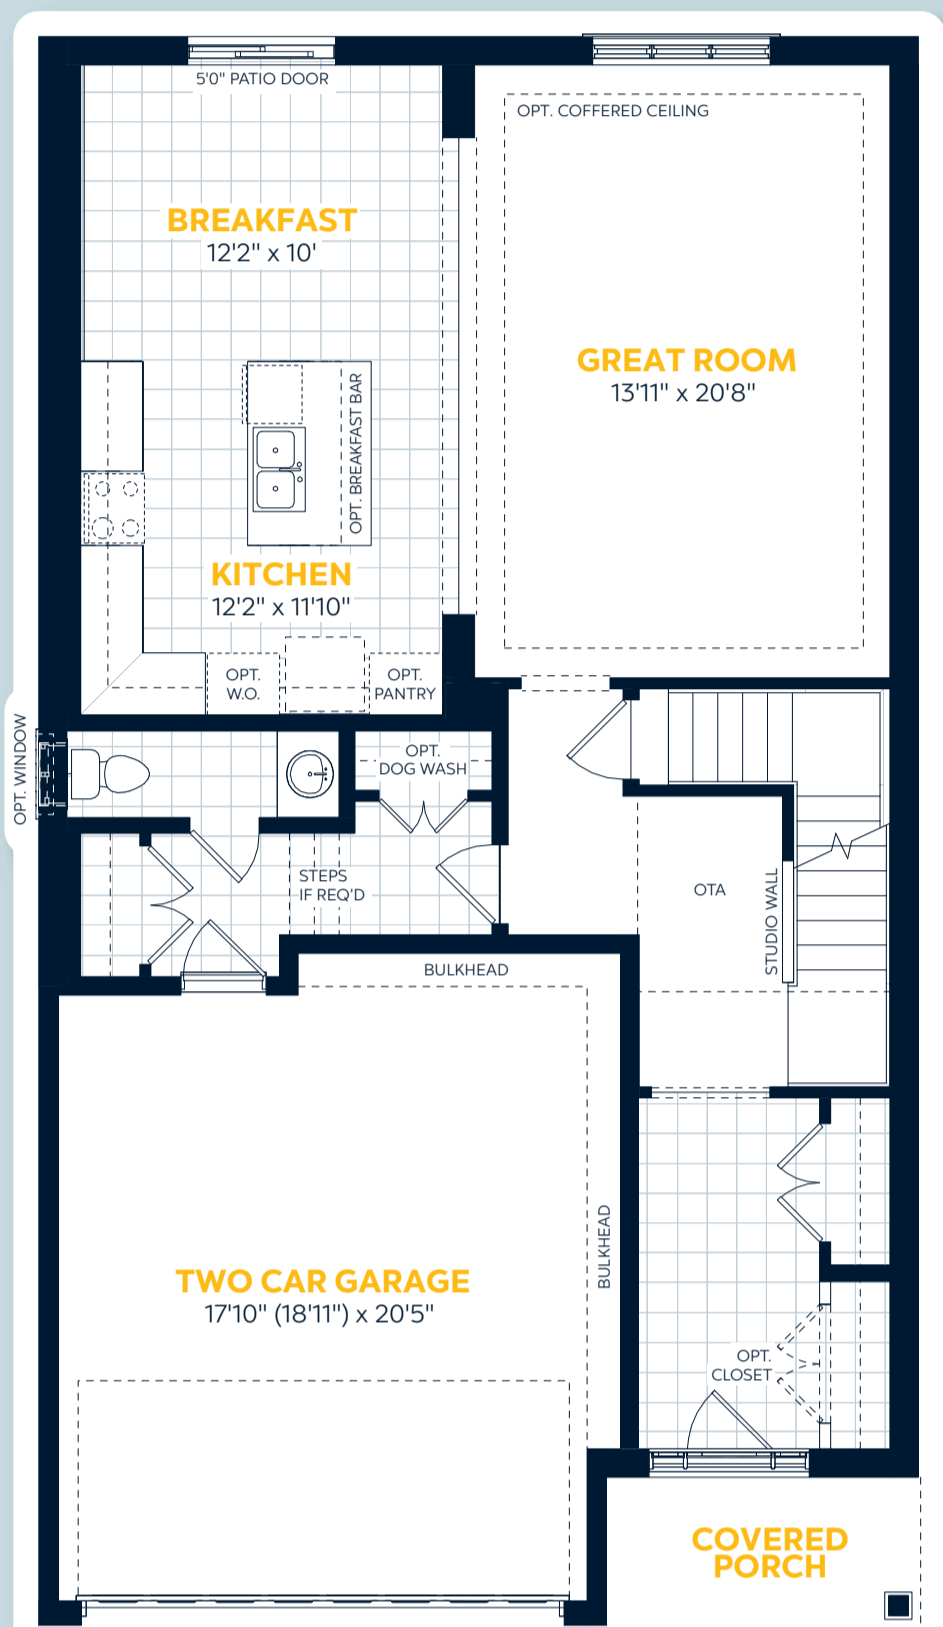 5'0" PATIO DOOR
OPT. COFFERED CEILING
BREAKFAST
12'2" x 10'
GREAT ROOM
13'11" x 20'8"
OPT. BREAKFAST BAR
KITCHEN
12'2" x 11'10"
OPT.
W.O.
OPT.
PANTRY
OPT. WINDOW
OPT.
DOG WASH
STEPS
IF REQ'D
OTA
STUDIO WALL
BULKHEAD
BULKHEAD
TWO CAR GARAGE
17'10" (18'11") x 20'5"
OPT.
CLOSET
COVERED
PORCH